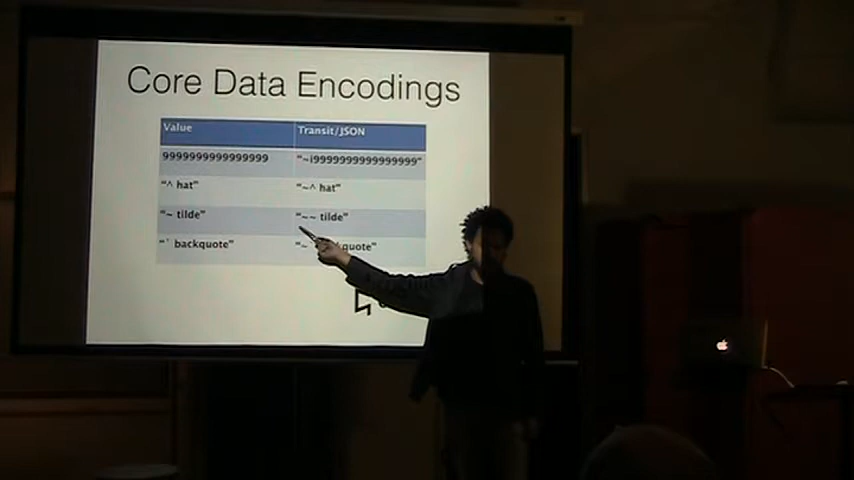 Core Data Encodings
Value Transit/JSON
9999999999999999 "~i9999999999999999"
"^ hat" "~^ hat"
"~ tilde" "~~ tilde"
"` backquote" "~